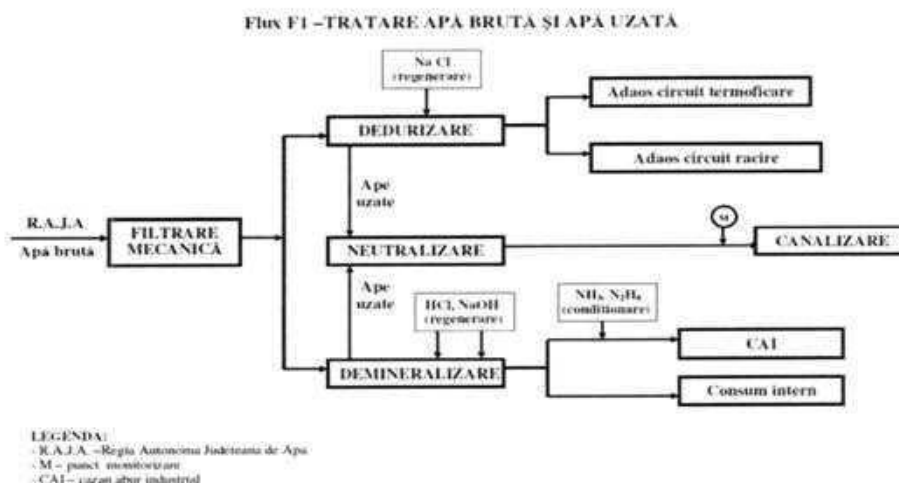 Flux F1 –TRATARE APĂ BRUTĂ ŞI APĂ UZATĂ
Na Cl
(regenerare)
Adaos circuit termoficare
DEDURIZARE
Adaos circuit racire
Ape
uzate
R.A.J.A
Apă brută
FILTRARE
MECANICĂ
M
NEUTRALIZARE
CANALIZARE
Ape
uzate
HCl, NaOH
(regenerare)
NH₃, N₂H₄
(conditionare)
CAI
DEMINERALIZARE
Consum intern
LEGENDA:
- R.A.J.A. –Regia Autonoma Judeteana de Apa
- M – punct monitorizare
- CAI – cazan abur industrial